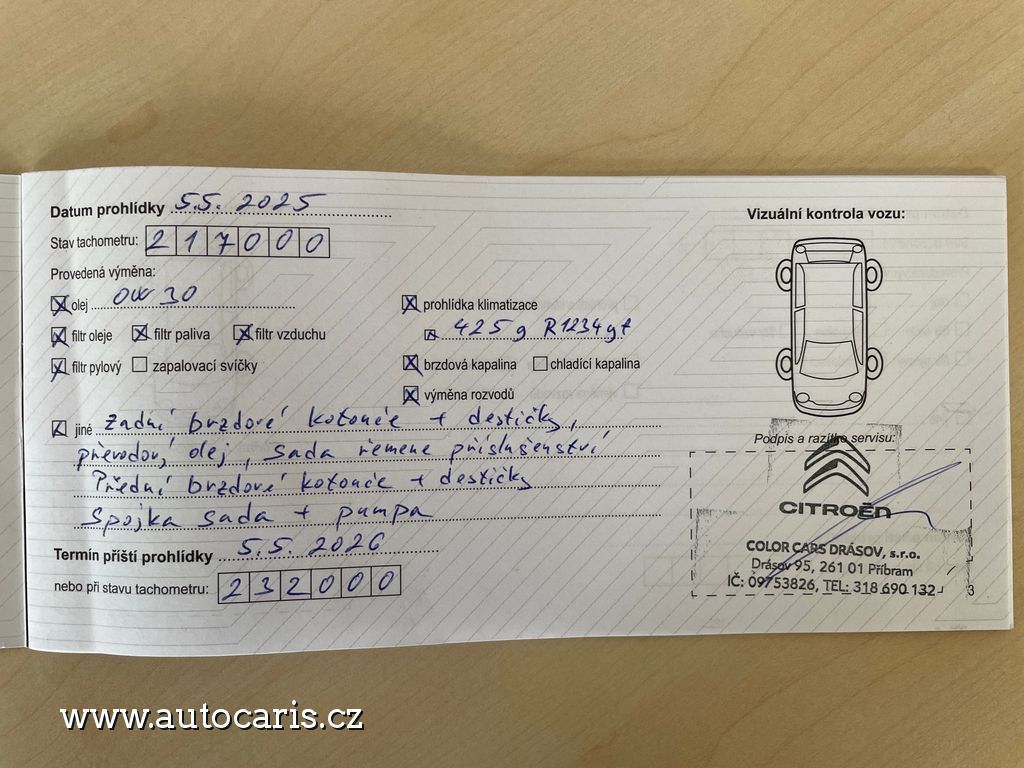 Datum prohlídky 5.5. 2025
Stav tachometru: 217000
Provedená výměna:
olej 0W 30
filtr oleje filtr paliva filtr vzduchu
filtr pylový zapalovací svíčky
prohlídka klimatizace
425g R1234yf
brzdová kapalina chladící kapalina
výměna rozvodů
jiné Zadní brzdové kotouče + destičky,
převodový olej, sada řemene příslušenství
Přední brzdové kotouče + destičky
Spojka sada + pumpa
Termín příští prohlídky 5.5. 2026
nebo při stavu tachometru: 232000
Vizuální kontrola vozu:
Podpis a razítko servisu:
CITROËN
COLOR CARS DRÁSOV, s.r.o.
Drásov 95, 261 01 Příbram
IČ: 09753826, TEL: 318 690 132
3
www.autocaris.cz